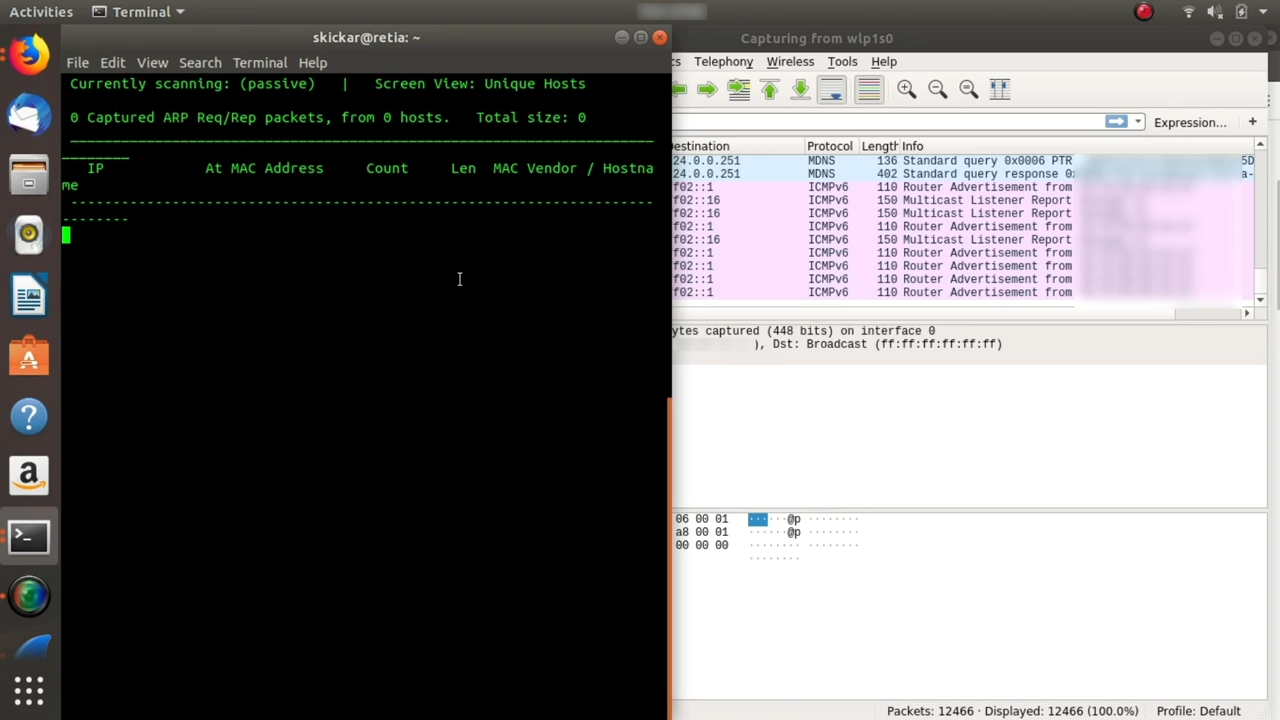 Activities Terminal
skickar@retia: ~
File Edit View Search Terminal Help
Currently scanning: (passive) | Screen View: Unique Hosts
0 Captured ARP Req/Rep packets, from 0 hosts. Total size: 0
IP At MAC Address Count Len MAC Vendor / Hostna
me
Capturing from wlp1s0
Telephony Wireless Tools Help
Expression... +
estination Protocol Length Info
24.0.0.251 MDNS 136 Standard query 0x0006 PTR 5D
24.0.0.251 MDNS 402 Standard query response 0x a-
f02::1 ICMPv6 110 Router Advertisement from
f02::16 ICMPv6 150 Multicast Listener Report
f02::16 ICMPv6 150 Multicast Listener Report
f02::1 ICMPv6 110 Router Advertisement from
f02::16 ICMPv6 150 Multicast Listener Report
f02::1 ICMPv6 110 Router Advertisement from
f02::1 ICMPv6 110 Router Advertisement from
f02::1 ICMPv6 110 Router Advertisement from
f02::1 ICMPv6 110 Router Advertisement from
ytes captured (448 bits) on interface 0
), Dst: Broadcast (ff:ff:ff:ff:ff:ff)
06 00 01 ··· ··@p ········
a8 00 01 ······@p ········
00 00 00 ········ ········
········
Packets: 12466 · Displayed: 12466 (100.0%) Profile: Default